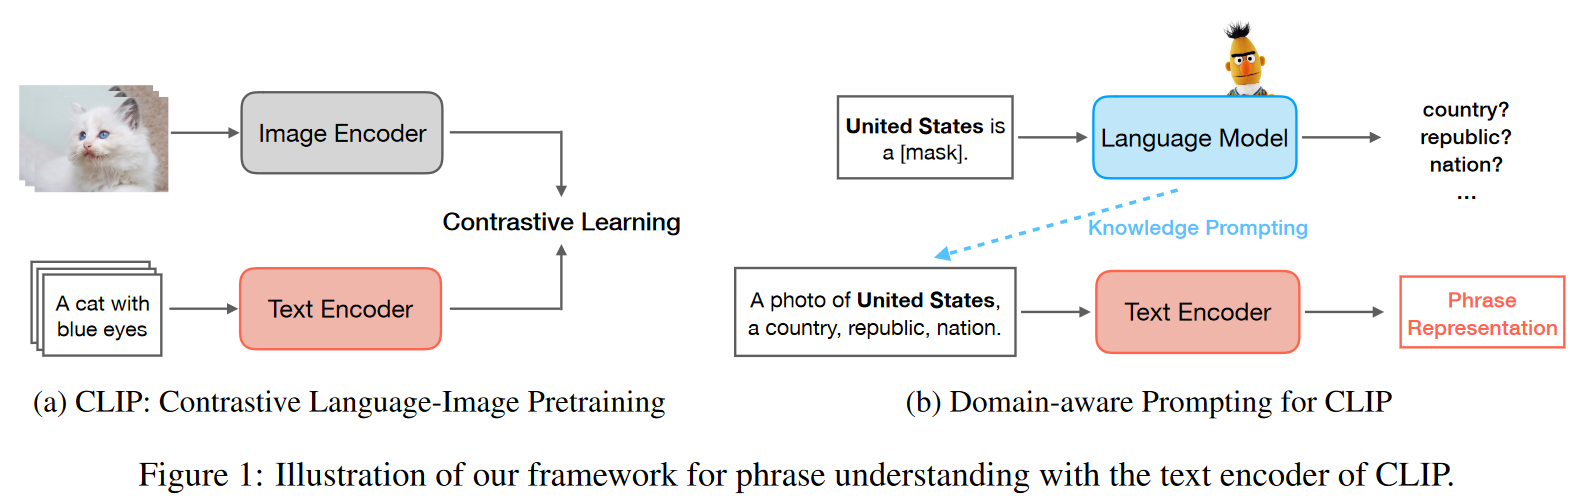 Image Encoder
Contrastive Learning
A cat with
blue eyes
Text Encoder
(a) CLIP: Contrastive Language-Image Pretraining
United States is
a [mask].
Language Model
country?
republic?
nation?
...
Knowledge Prompting
A photo of United States,
a country, republic, nation.
Text Encoder
Phrase
Representation
(b) Domain-aware Prompting for CLIP
Figure 1: Illustration of our framework for phrase understanding with the text encoder of CLIP.